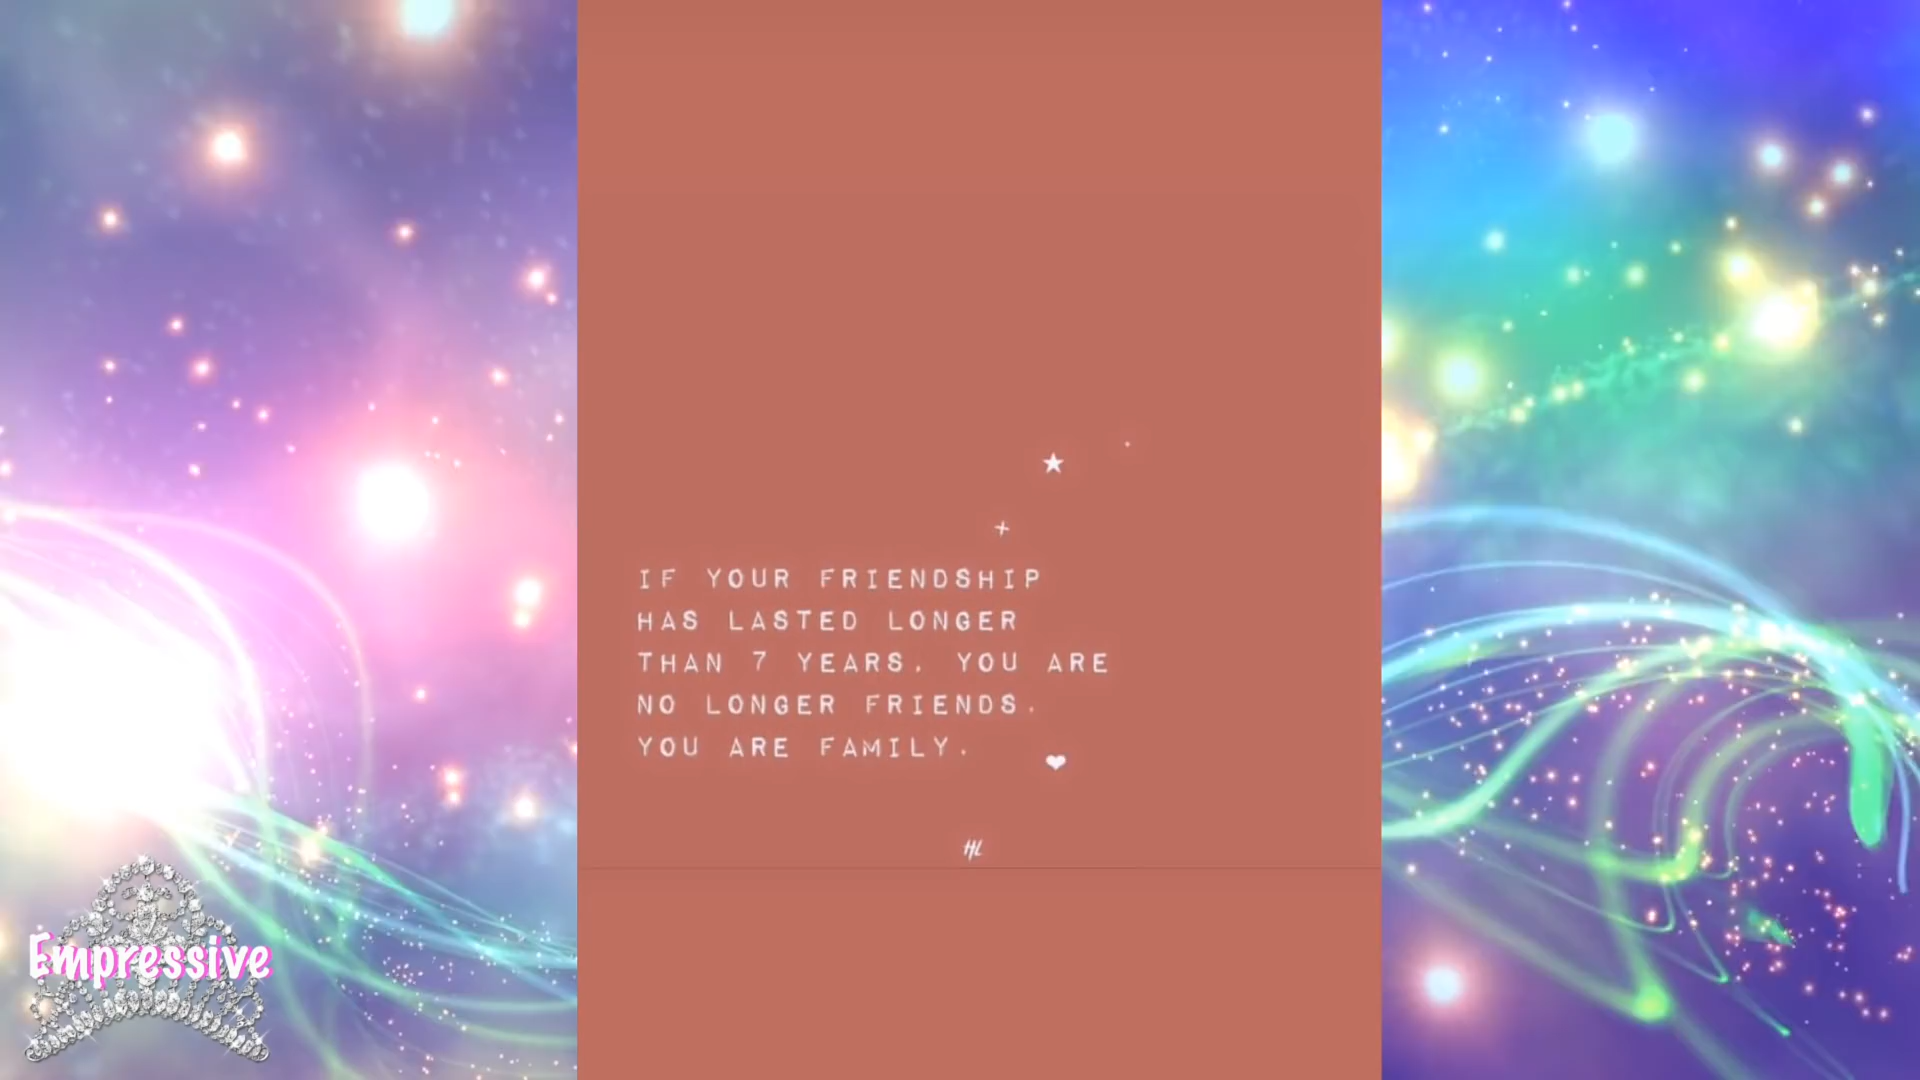 IF YOUR FRIENDSHIP
HAS LASTED LONGER
THAN 7 YEARS, YOU ARE
NO LONGER FRIENDS.
YOU ARE FAMILY.
HL
Empressive